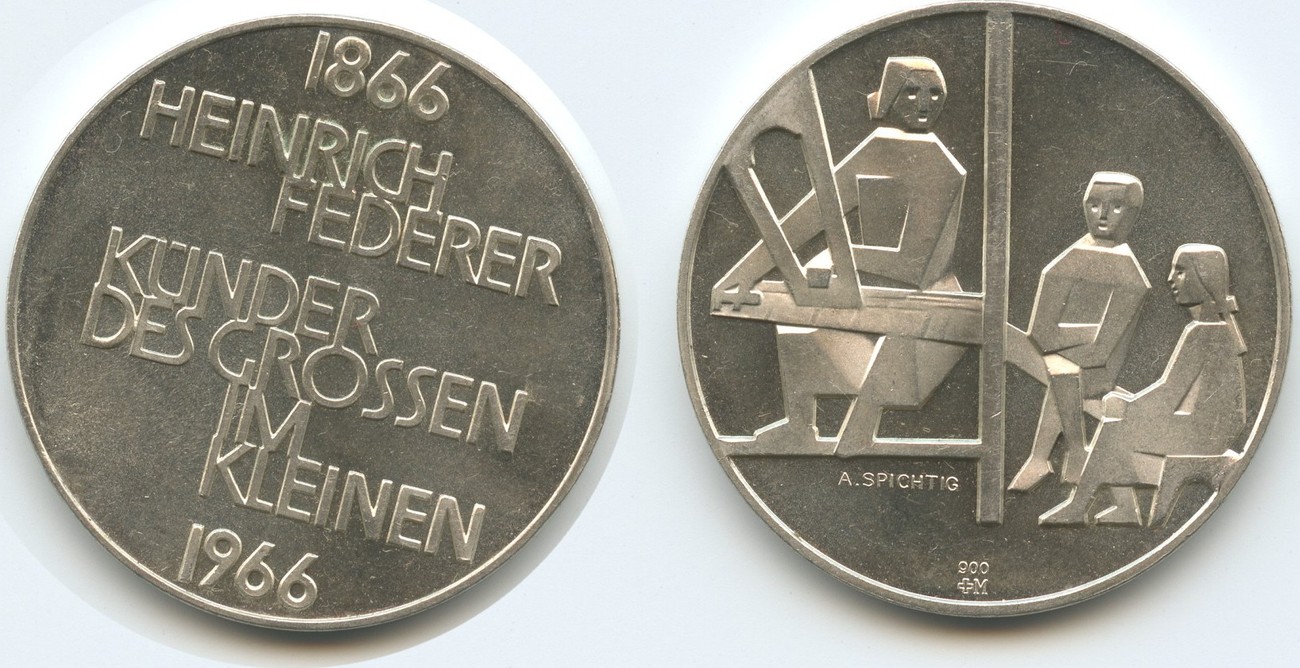 1866
HEINRICH
FEDERER
KÜNDER
DES GROSSEN
IM
KLEINEN
1966
A. SPICHTIG
900
+M